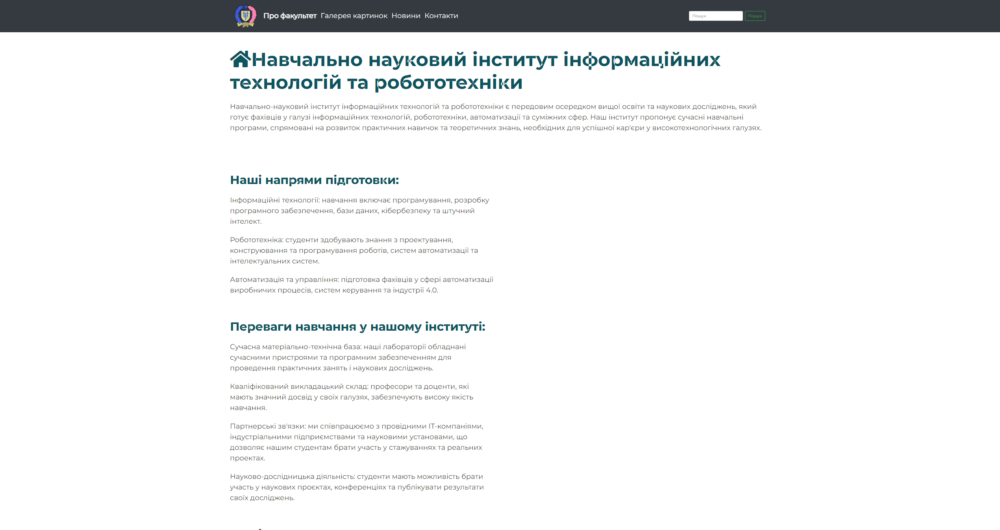 Про факультет Галерея картинок Новини Контакти Пошук Пошук
Навчально науковий інститут інформаційних
технологій та робототехніки
Навчально-науковий інститут інформаційних технологій та робототехніки є передовим осередком вищої освіти та наукових досліджень, який
готує фахівців у галузі інформаційних технологій, робототехніки, автоматизації та суміжних сфер. Наш інститут пропонує сучасні навчальні
програми, спрямовані на розвиток практичних навичок та теоретичних знань, необхідних для успішної кар'єри у високотехнологічних галузях.
Наші напрями підготовки:
Інформаційні технології: навчання включає програмування, розробку
програмного забезпечення, бази даних, кібербезпеку та штучний
інтелект.
Робототехніка: студенти здобувають знання з проектування,
конструювання та програмування роботів, систем автоматизації та
інтелектуальних систем.
Автоматизація та управління: підготовка фахівців у сфері автоматизації
виробничих процесів, систем керування та індустрії 4.0.
Переваги навчання у нашому інституті:
Сучасна матеріально-технічна база: наші лабораторії обладнані
сучасними пристроями та програмним забезпеченням для
проведення практичних занять і наукових досліджень.
Кваліфікований викладацький склад: професори та доценти, які
мають значний досвід у своїх галузях, забезпечують високу якість
навчання.
Партнерські зв'язки: ми співпрацюємо з провідними ІТ-компаніями,
індустріальними підприємствами та науковими установами, що
дозволяє нашим студентам брати участь у стажуваннях та реальних
проектах.
Науково-дослідницька діяльність: студенти мають можливість брати
участь у наукових проєктах, конференціях та публікувати результати
своїх досліджень.